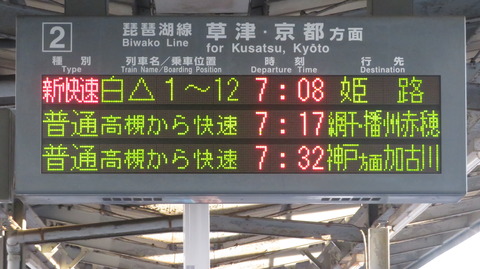 2 琵琶湖線 草津・京都方面
Biwako Line for Kusatsu, Kyōto
種別 列車名/乗車位置 時刻 行先
Type Train Name/Boarding Position Departure Time Destination
新快速 白△1〜12 7:08 姫路
普通 高槻から快速 7:17 網干・播州赤穂
普通 高槻から快速 7:32 神戸方面加古川